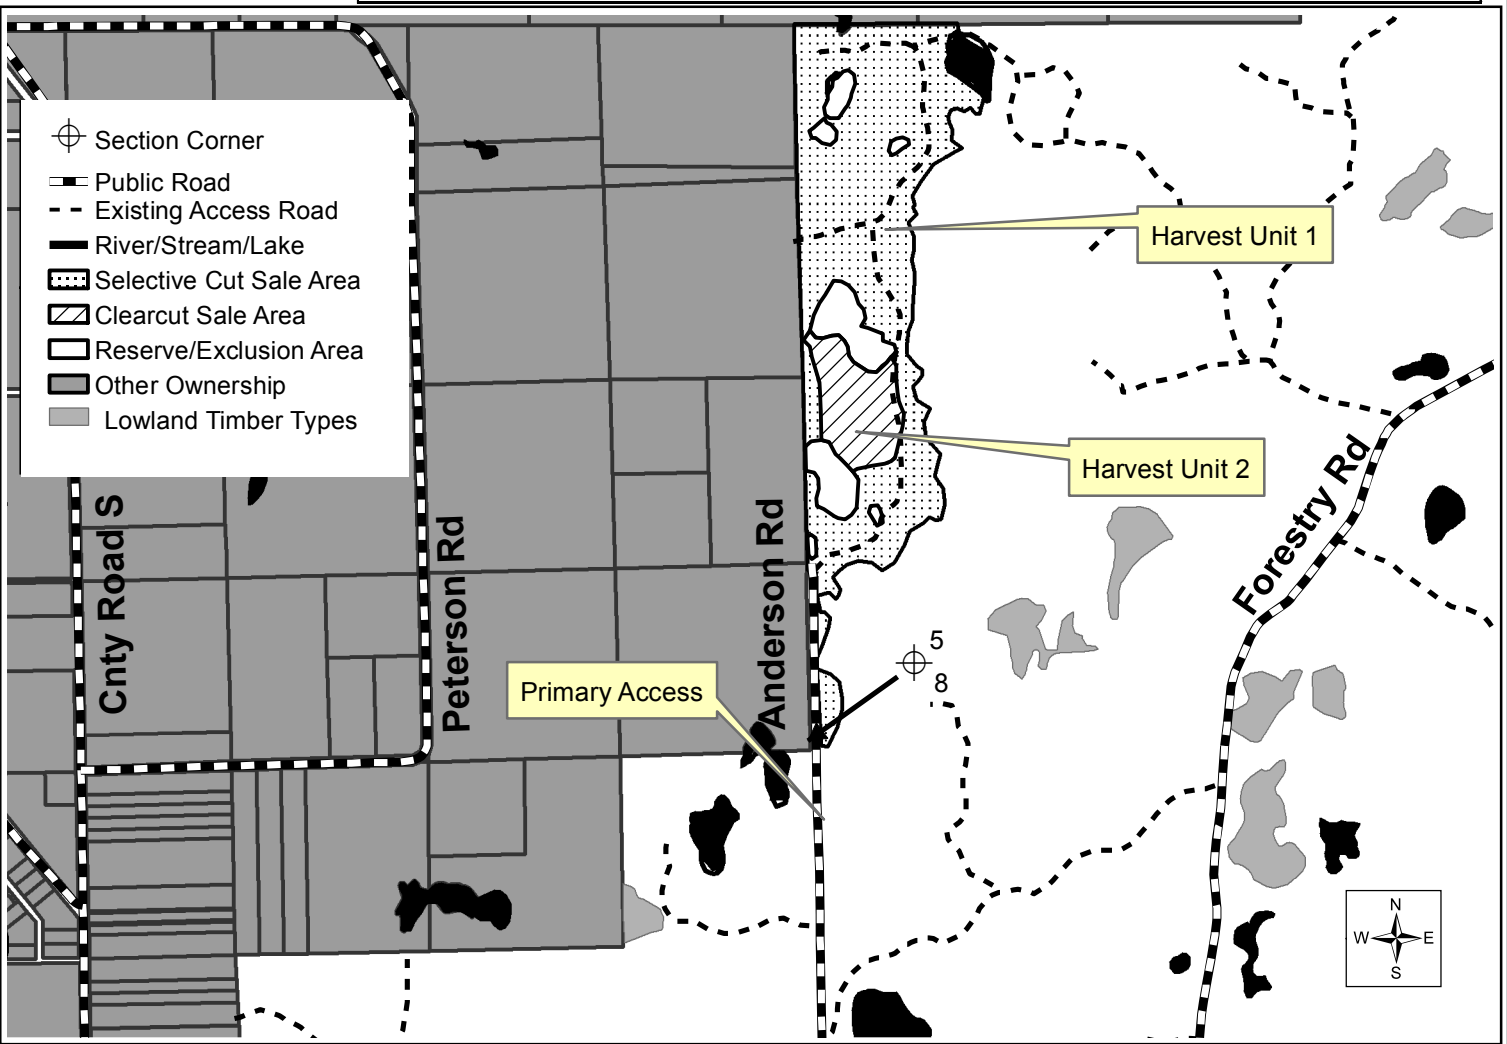 Section Corner
Public Road
Existing Access Road
River/Stream/Lake
Selective Cut Sale Area
Clearcut Sale Area
Reserve/Exclusion Area
Other Ownership
Lowland Timber Types
Harvest Unit 1
Harvest Unit 2
Cnty Road S
Peterson Rd
Anderson Rd
Forestry Rd
Primary Access
5
8
N
W E
S